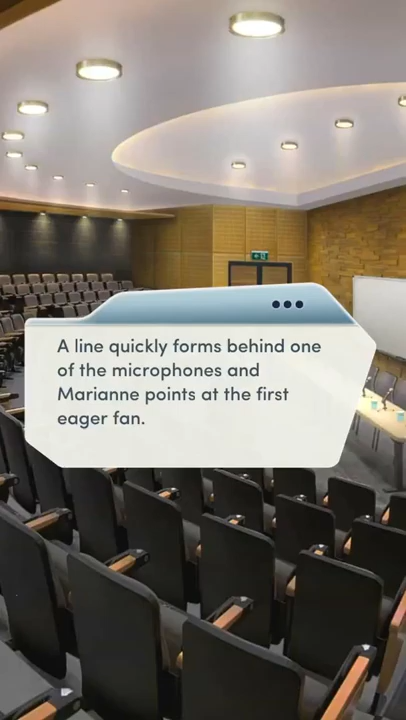 A line quickly forms behind one
of the microphones and
Marianne points at the first
eager fan.